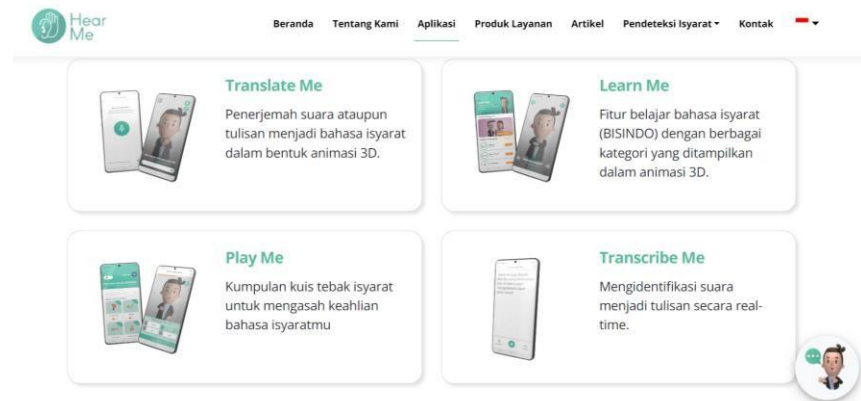 Hear
Me
Beranda Tentang Kami Aplikasi Produk Layanan Artikel Pendeteksi Isyarat Kontak
Translate Me
Penerjemah suara ataupun
tulisan menjadi bahasa isyarat
dalam bentuk animasi 3D.
Learn Me
Fitur belajar bahasa isyarat
(BISINDO) dengan berbagai
kategori yang ditampilkan
dalam animasi 3D.
Play Me
Kumpulan kuis tebak isyarat
untuk mengasah keahlian
bahasa isyaratmu
Transcribe Me
Mengidentifikasi suara
menjadi tulisan secara real-
time.